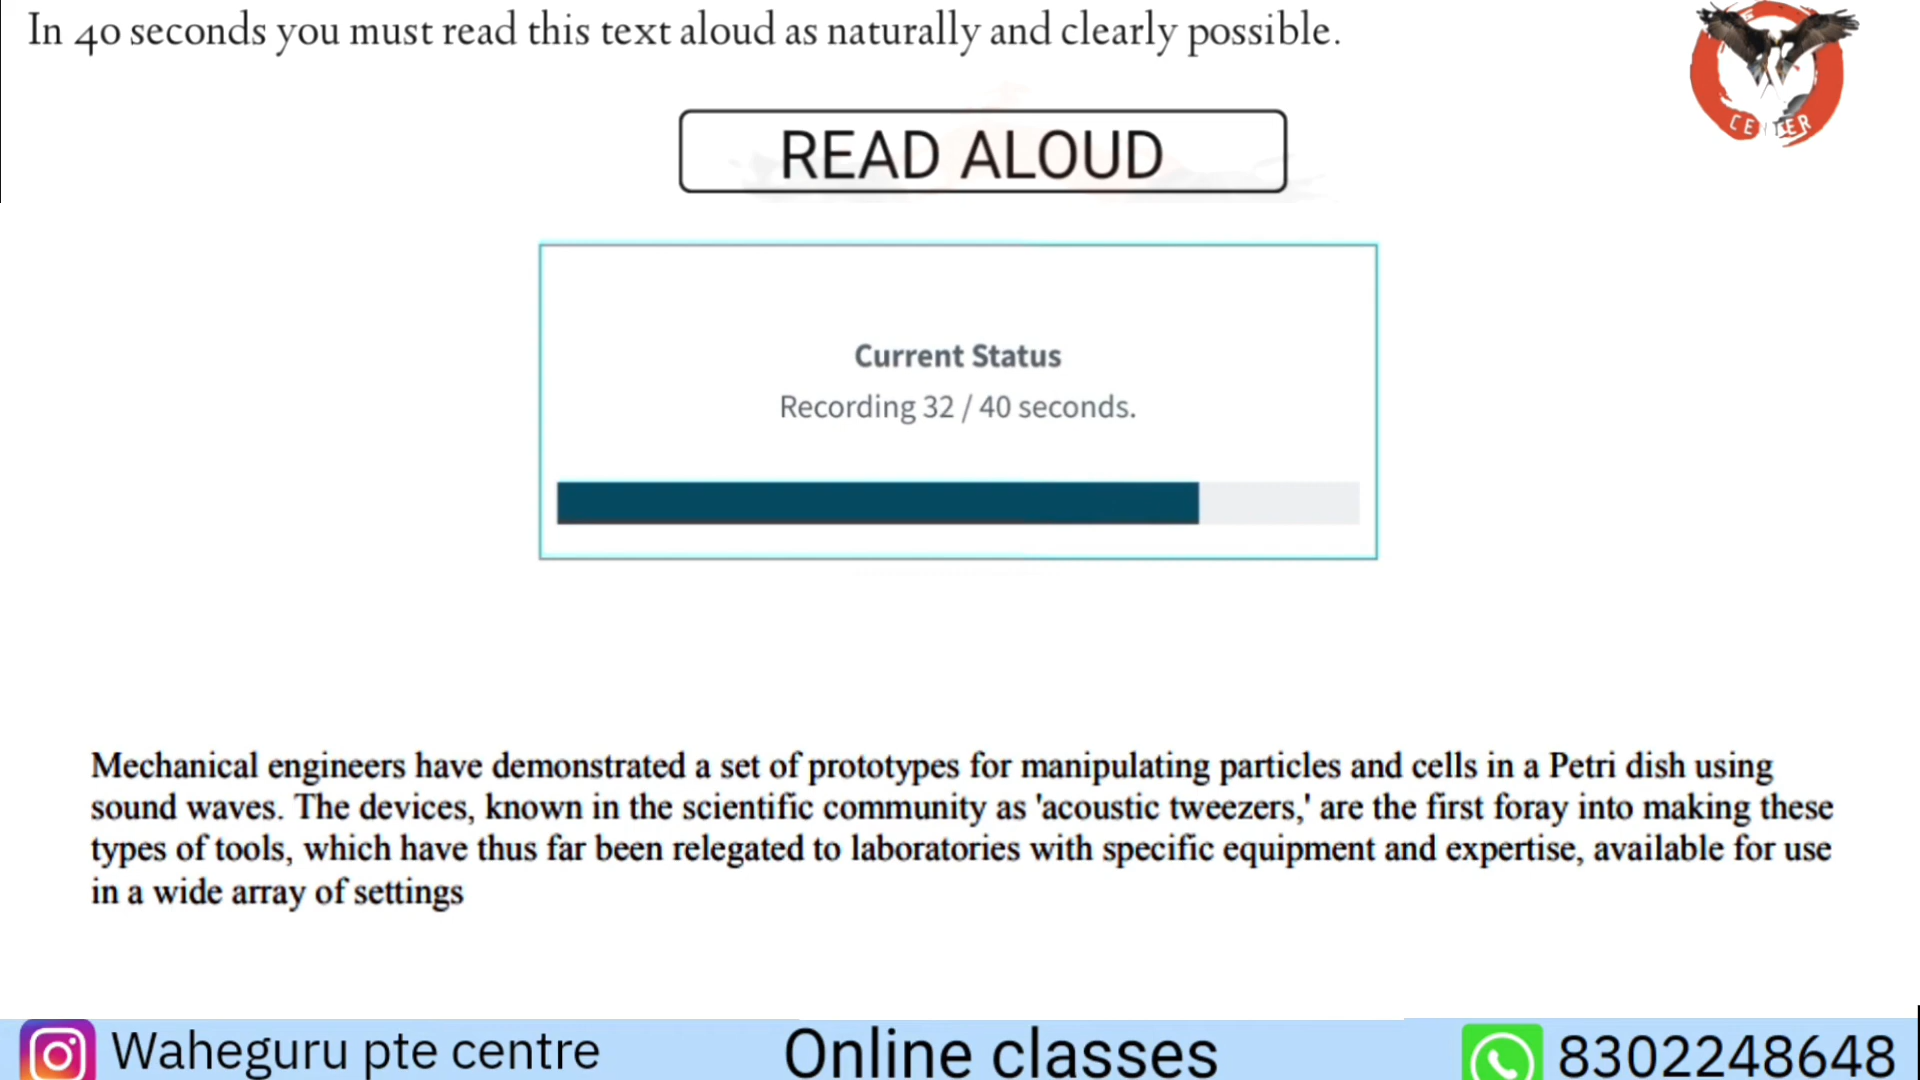 In 40 seconds you must read this text aloud as naturally and clearly possible.
READ ALOUD
Current Status
Recording 32 / 40 seconds.
Mechanical engineers have demonstrated a set of prototypes for manipulating particles and cells in a Petri dish using
sound waves. The devices, known in the scientific community as 'acoustic tweezers,' are the first foray into making these
types of tools, which have thus far been relegated to laboratories with specific equipment and expertise, available for use
in a wide array of settings
Waheguru pte centre
Online classes
8302248648